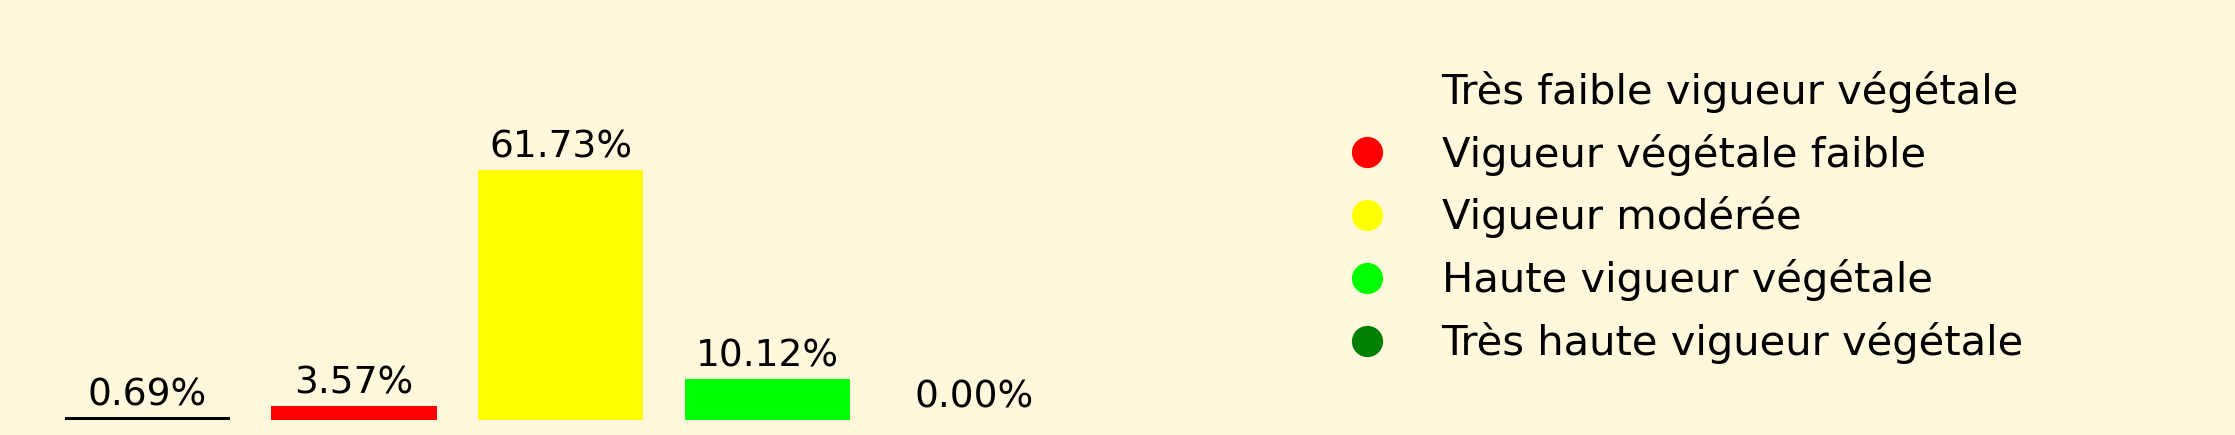 61.73%
10.12%
3.57%
0.69%
0.00%
Très faible vigueur végétale
Vigueur végétale faible
Vigueur modérée
Haute vigueur végétale
Très haute vigueur végétale